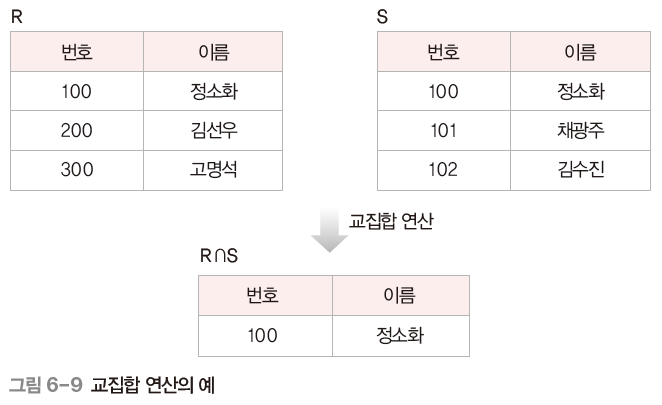 R
번호 이름
100 정소화
200 김선우
300 고명석
S
번호 이름
100 정소화
101 채광주
102 김수진
교집합 연산
R∩S
번호 이름
100 정소화
그림 6-9 교집합 연산의 예